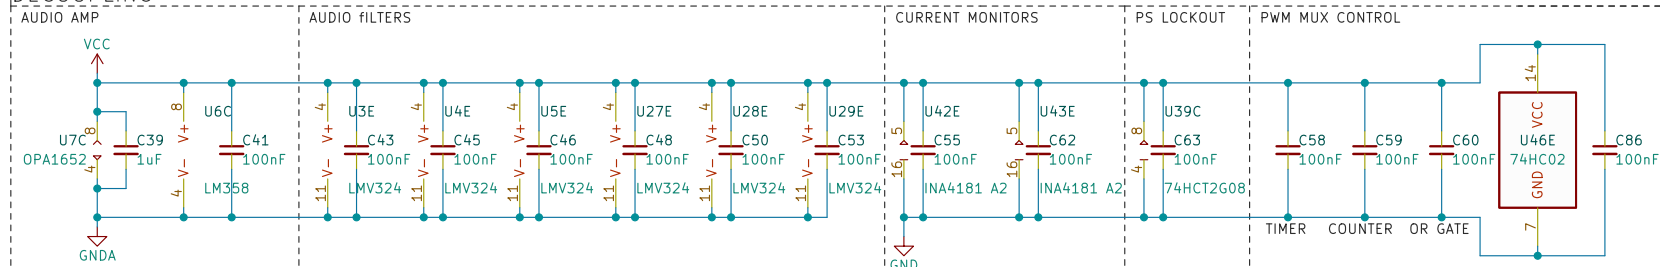 AUDIO AMP
AUDIO fILTERS
CURRENT MONITORS
PS LOCKOUT
PWM MUX CONTROL
VCC
U7C
OPA1652
8
4
C39
1uF
8
V+
V-
4
U6C
C41
100nF
LM358
4
V+
V-
11
U3E
C43
100nF
LMV324
4
V+
V-
11
U4E
C45
100nF
LMV324
4
V+
V-
11
U5E
C46
100nF
LMV324
4
V+
V-
11
U27E
C48
100nF
LMV324
4
V+
V-
11
U28E
C50
100nF
LMV324
4
V+
V-
11
U29E
C53
100nF
LMV324
5
16
U42E
C55
100nF
INA4181 A2
5
16
U43E
C62
100nF
INA4181 A2
8
4
U39C
C63
100nF
74HCT2G08
C58
100nF
C59
100nF
C60
100nF
TIMER
COUNTER
OR GATE
14
VCC
U46E
74HC02
GND
7
C86
100nF
GNDA
GND